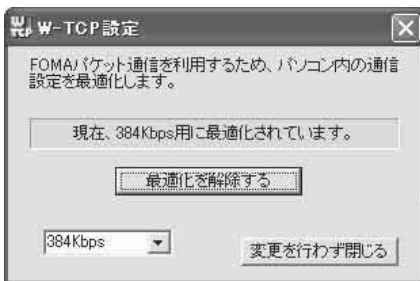 W-TCP設定
FOMAパケット通信を利用するため、パソコン内の通信
設定を最適化します。
現在、384Kbps用に最適化されています。
最適化を解除する
384Kbps
変更を行わず閉じる